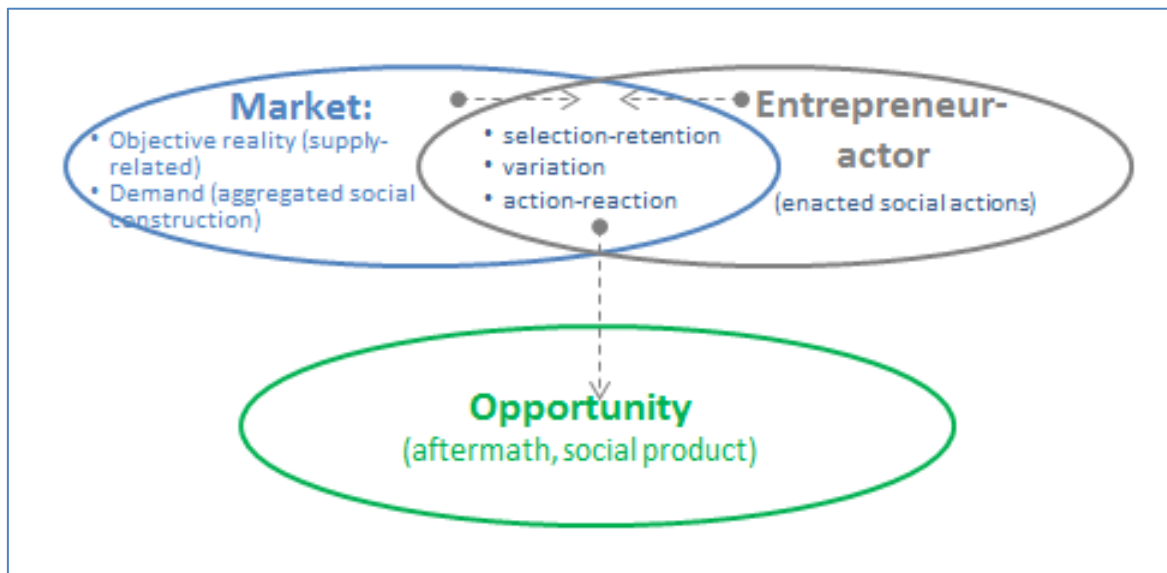 Market:
• Objective reality (supply-
related)
• Demand (aggregated social
construction)
• selection-retention
• variation
• action-reaction
Entrepreneur-
actor
(enacted social actions)
Opportunity
(aftermath, social product)